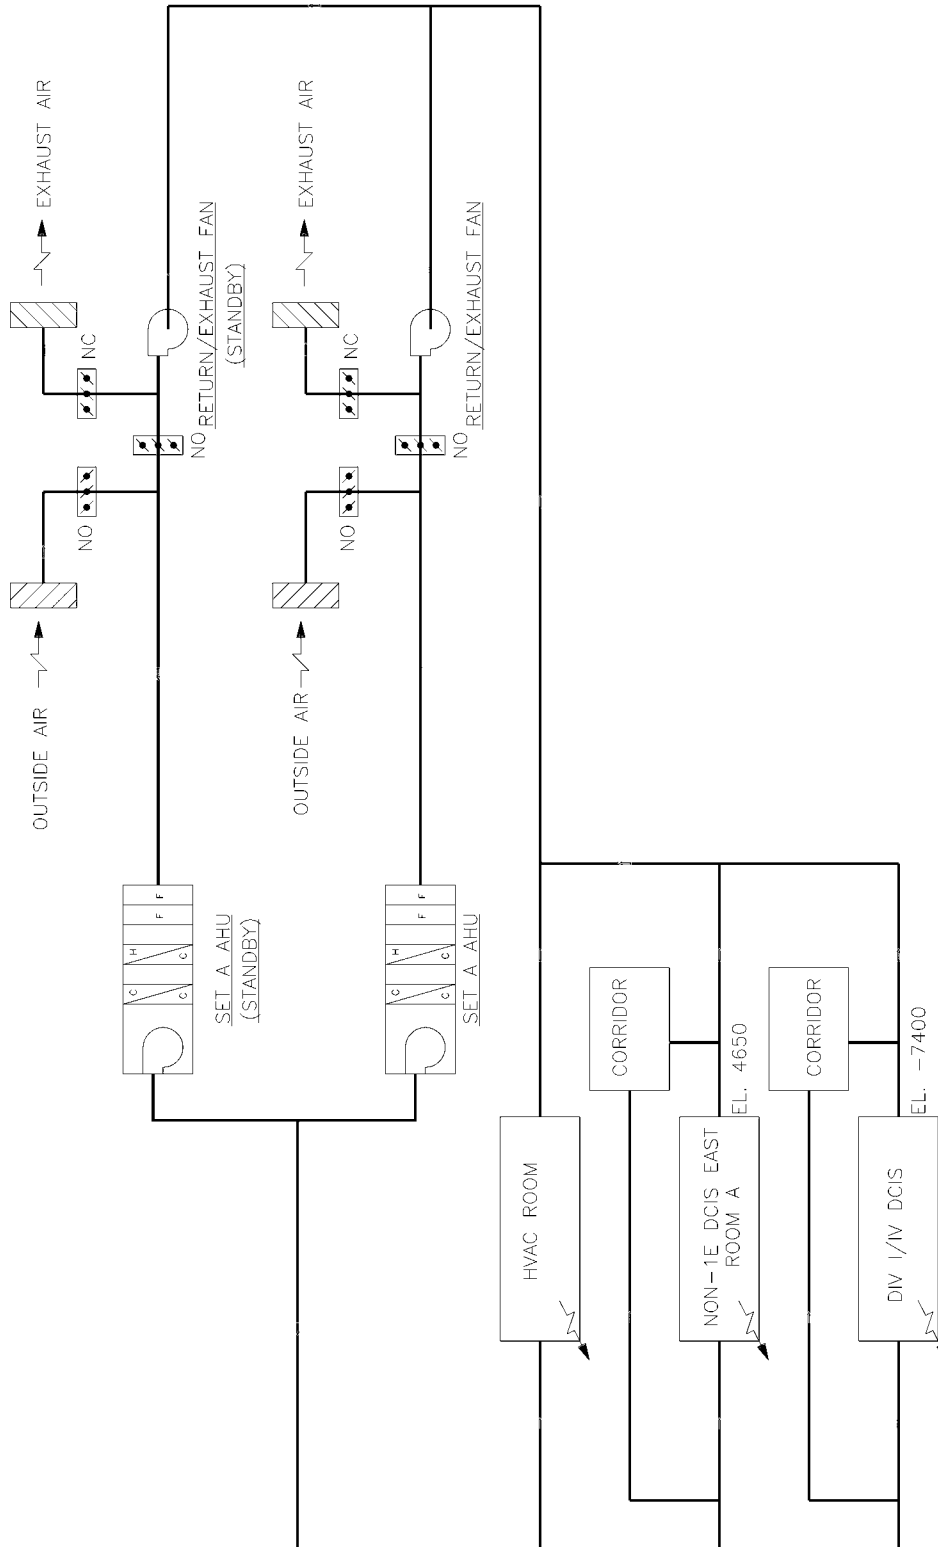 OUTSIDE AIR
EXHAUST AIR
NO
NC
NO
RETURN/EXHAUST FAN
(STANDBY)
F
F
H
C
C
C
SET A AHU
(STANDBY)
OUTSIDE AIR
EXHAUST AIR
NO
NC
NO
RETURN/EXHAUST FAN
F
F
H
C
C
C
SET A AHU
HVAC ROOM
CORRIDOR
NON-1E DCIS EAST
ROOM A
EL. 4650
CORRIDOR
DIV I/IV DCIS
EL. -7400